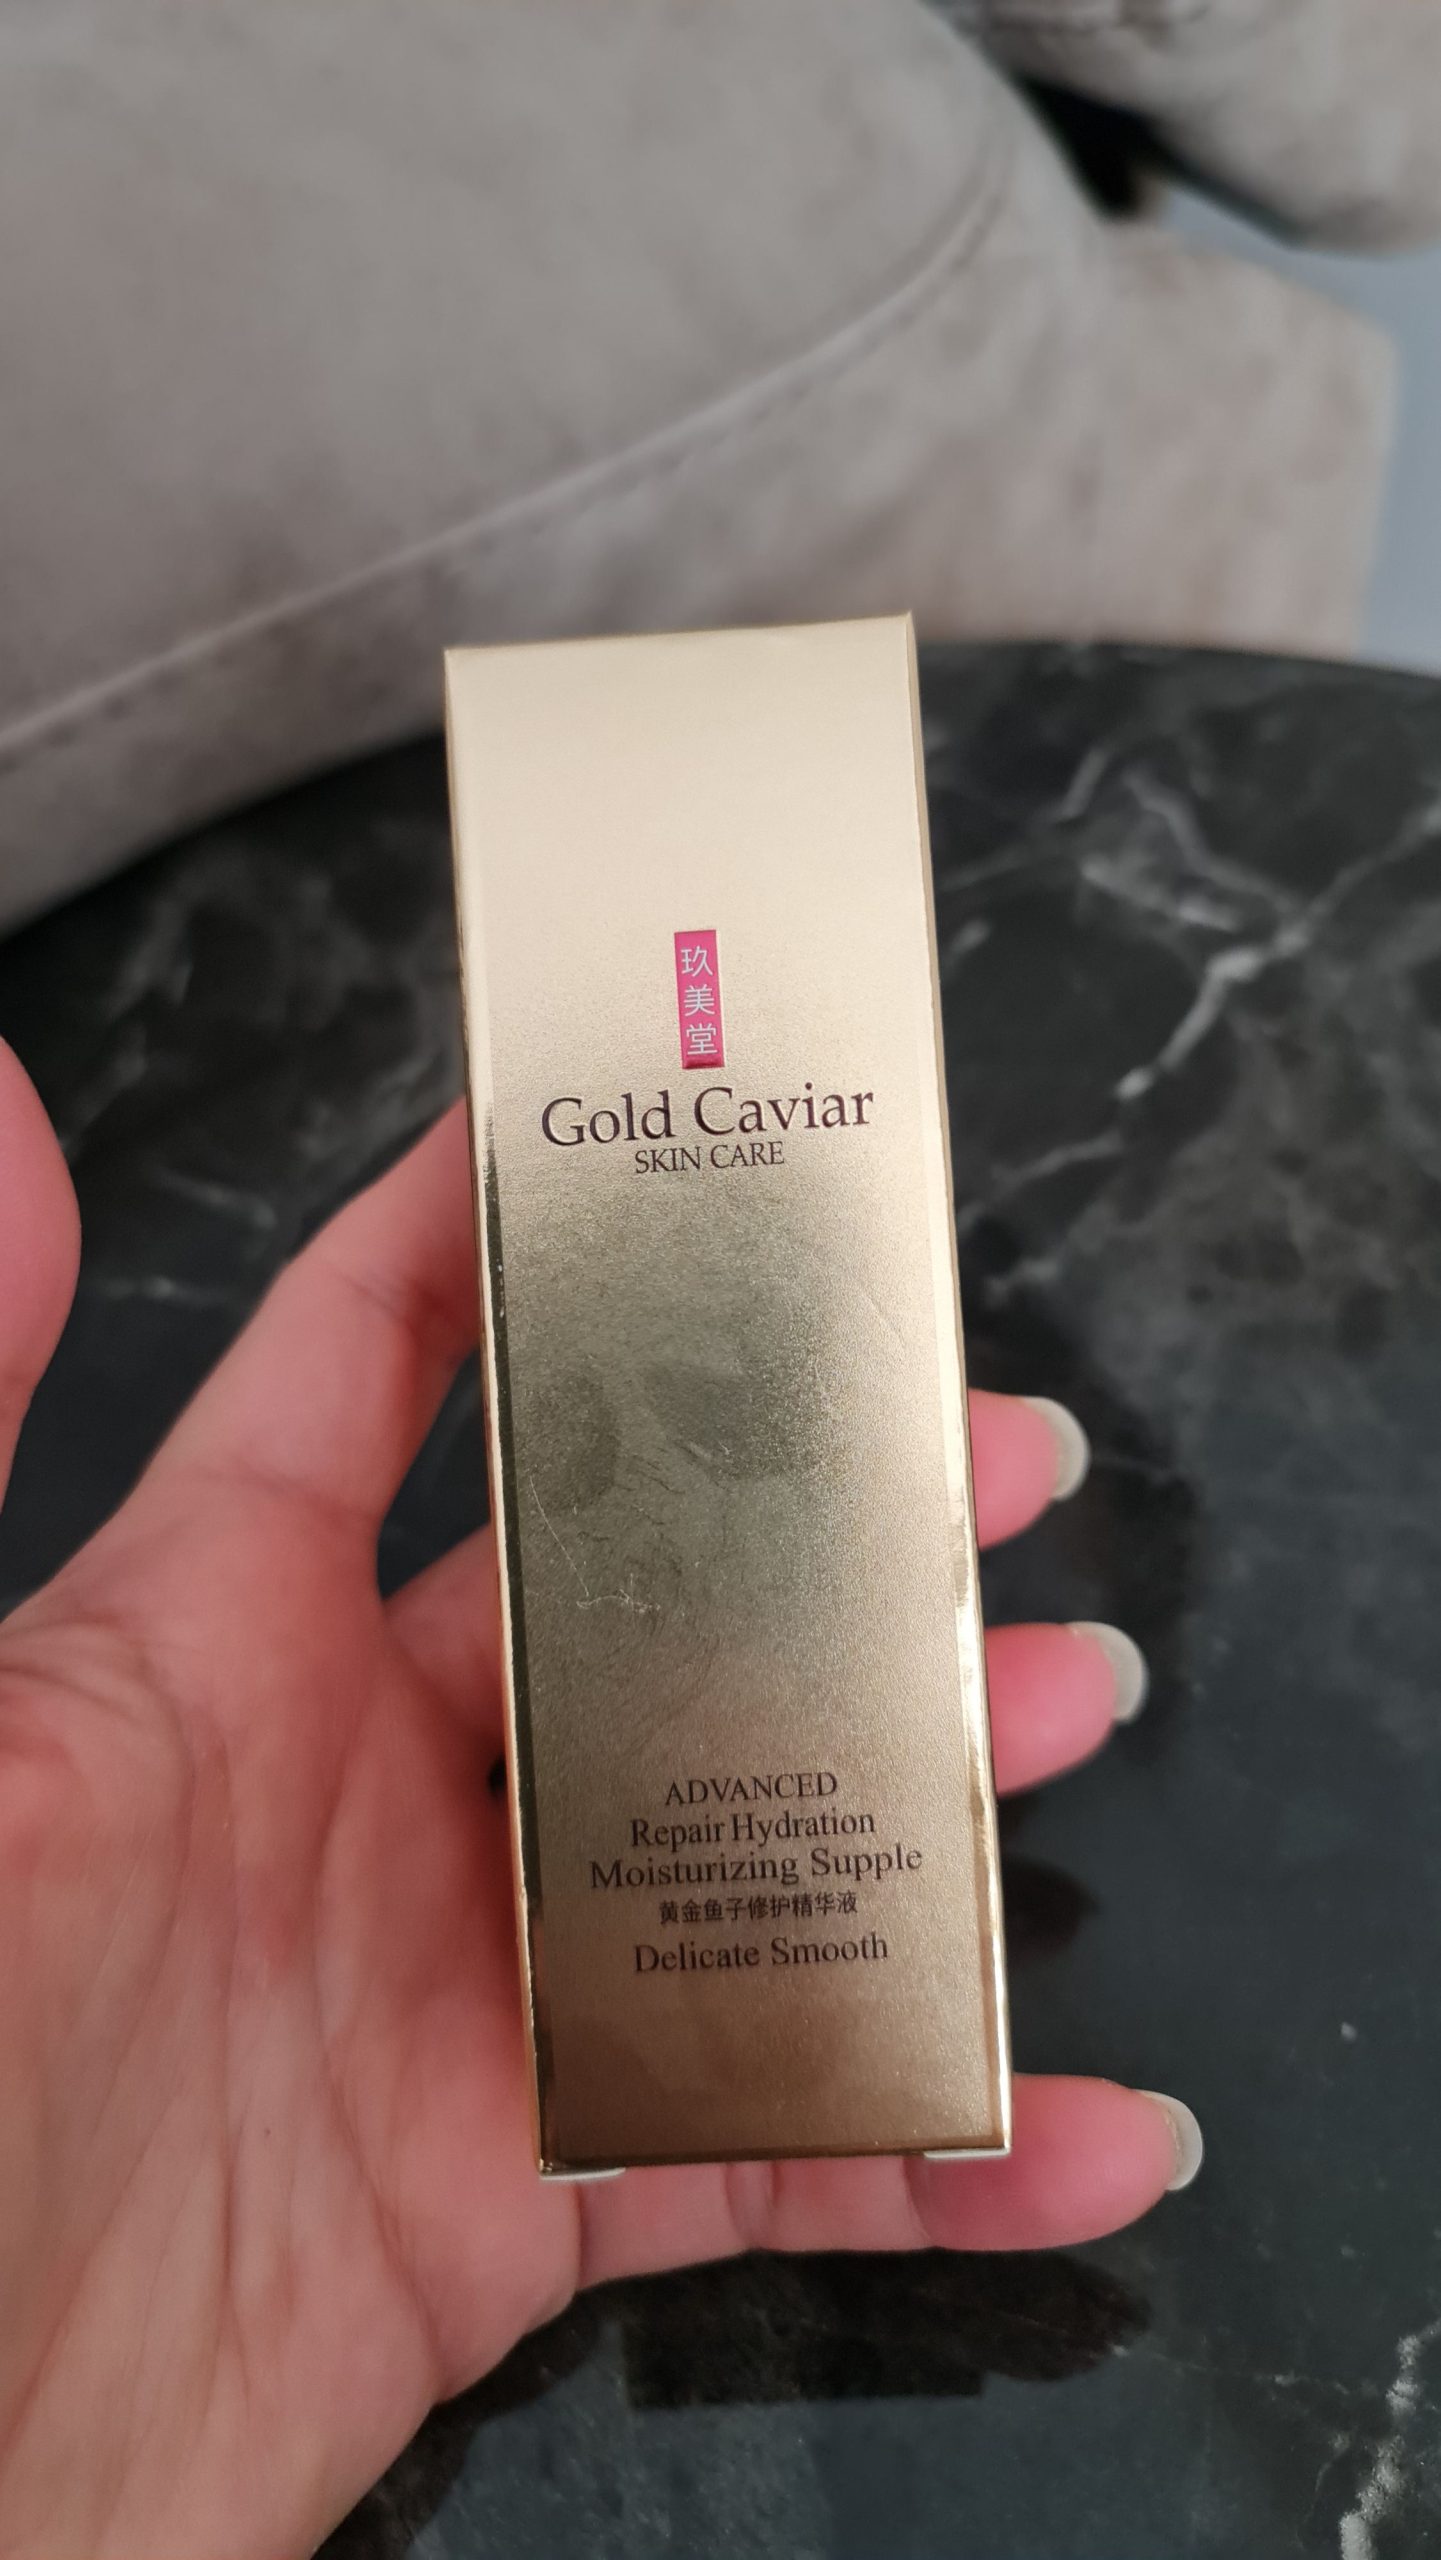 玖美堂
Gold Caviar
SKIN CARE
ADVANCED
Repair Hydration
Moisturizing Supple
黄金鱼子修护精华液
Delicate Smooth